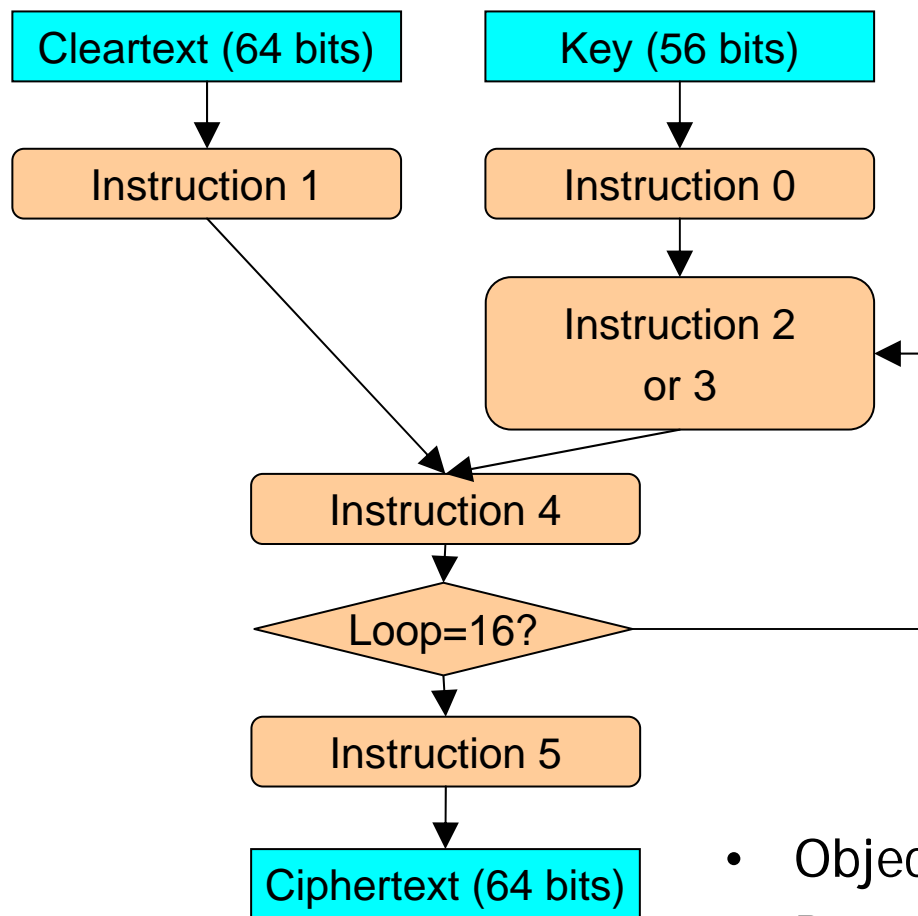 Cleartext (64 bits)
Key (56 bits)
Instruction 1
Instruction 0
Instruction 2
or 3
Instruction 4
Loop=16?
Instruction 5
Ciphertext (64 bits)
•